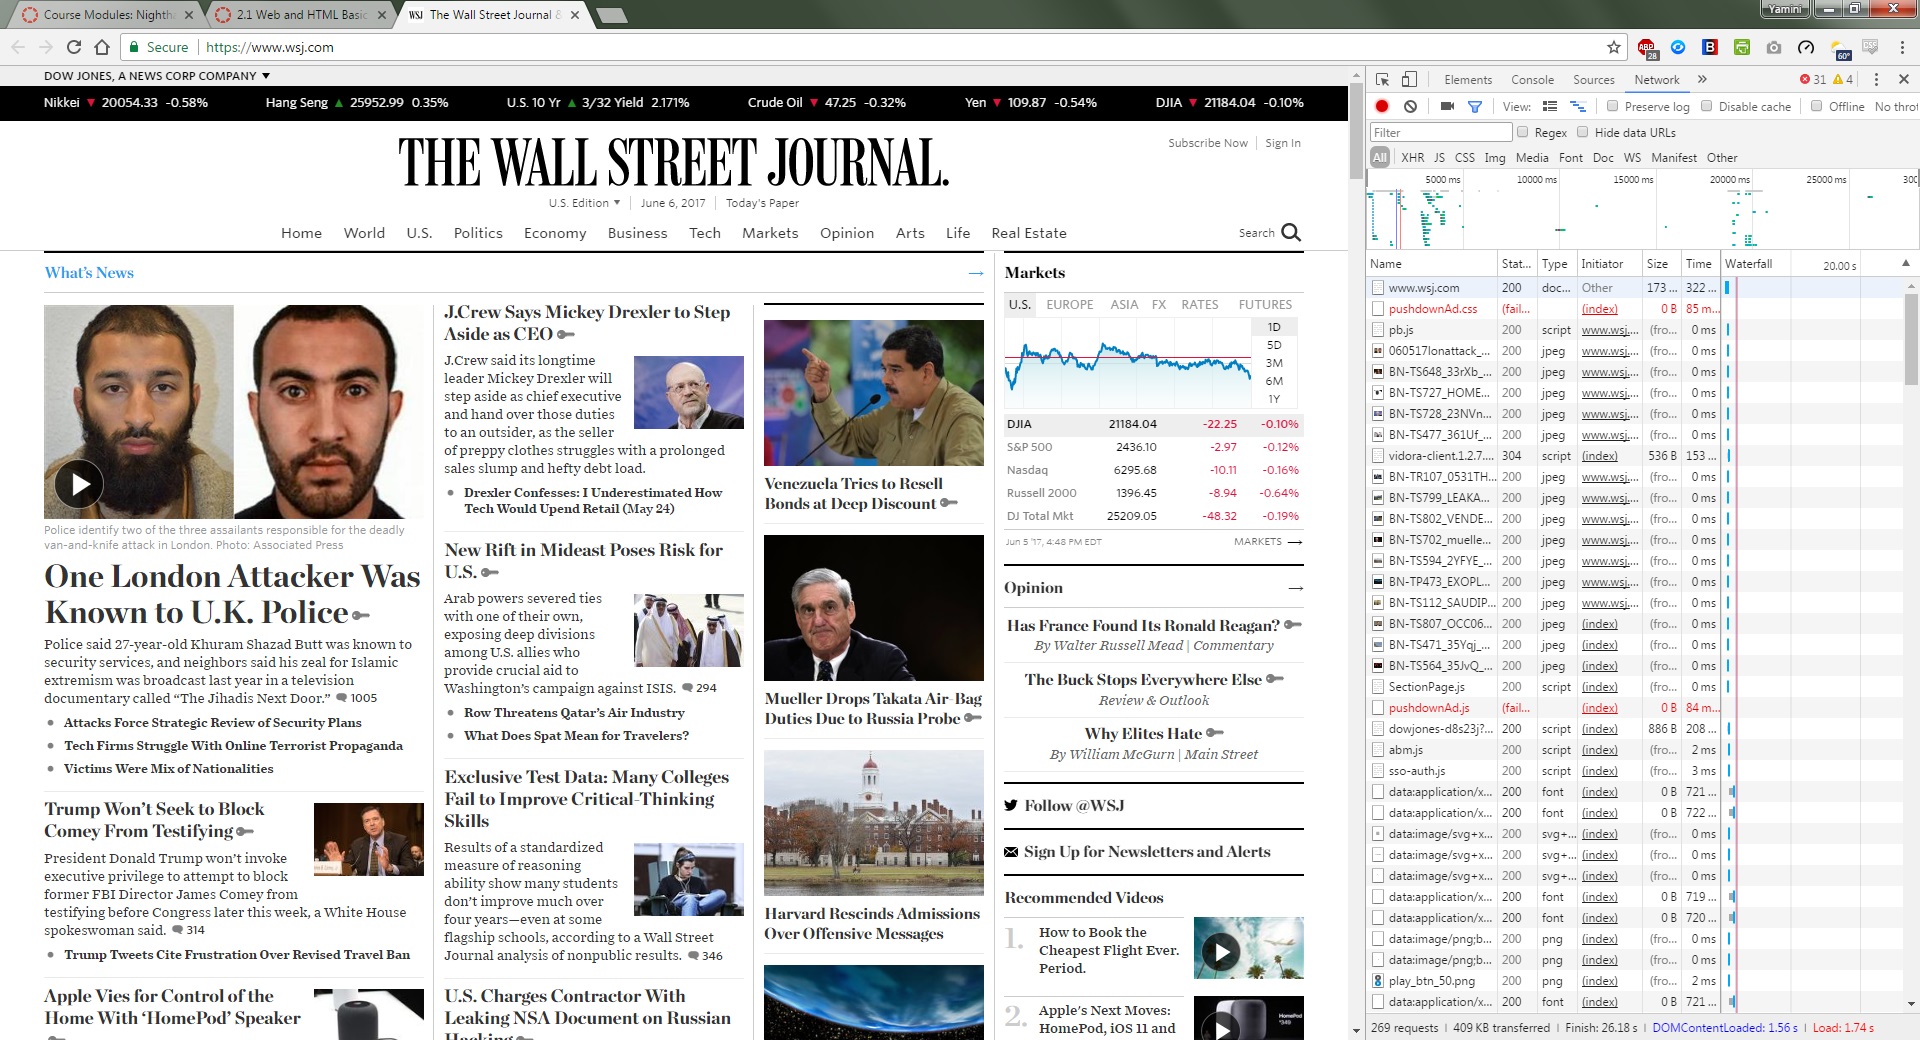 Course Modules: Nighth
2.1 Web and HTML Basic
WSJ The Wall Street Journal &
Yamini
Secure https://www.wsj.com
DOW JONES, A NEWS CORP COMPANY ▼
Nikkei ▼ 20054.33 -0.58% Hang Seng ▲ 25952.99 0.35% U.S. 10 Yr ▲ 3/32 Yield 2.171% Crude Oil ▼ 47.25 -0.32% Yen ▼ 109.87 -0.54% DJIA ▼ 21184.04 -0.10%
Subscribe Now | Sign In
THE WALL STREET JOURNAL.
U.S. Edition ▼ | June 6, 2017 | Today's Paper
Home World U.S. Politics Economy Business Tech Markets Opinion Arts Life Real Estate Search
What's News →
Police identify two of the three assailants responsible for the deadly
van-and-knife attack in London. Photo: Associated Press
One London Attacker Was
Known to U.K. Police
Police said 27-year-old Khuram Shazad Butt was known to
security services, and neighbors said his zeal for Islamic
extremism was broadcast last year in a television
documentary called “The Jihadis Next Door.” 1005
• Attacks Force Strategic Review of Security Plans
• Tech Firms Struggle With Online Terrorist Propaganda
• Victims Were Mix of Nationalities
Trump Won’t Seek to Block
Comey From Testifying
President Donald Trump won’t invoke
executive privilege to attempt to block
former FBI Director James Comey from
testifying before Congress later this week, a White House
spokeswoman said. 314
• Trump Tweets Cite Frustration Over Revised Travel Ban
Apple Vies for Control of the
Home With ‘HomePod’ Speaker
J.Crew Says Mickey Drexler to Step
Aside as CEO
J.Crew said its longtime
leader Mickey Drexler will
step aside as chief executive
and hand over those duties
to an outsider, as the seller
of preppy clothes struggles with a prolonged
sales slump and hefty debt load.
• Drexler Confesses: I Underestimated How
Tech Would Upend Retail (May 24)
New Rift in Mideast Poses Risk for
U.S.
Arab powers severed ties
with one of their own,
exposing deep divisions
among U.S. allies who
provide crucial aid to
Washington’s campaign against ISIS. 294
• Row Threatens Qatar’s Air Industry
• What Does Spat Mean for Travelers?
Exclusive Test Data: Many Colleges
Fail to Improve Critical-Thinking
Skills
Results of a standardized
measure of reasoning
ability show many students
don’t improve much over
four years—even at some
flagship schools, according to a Wall Street
Journal analysis of nonpublic results. 346
U.S. Charges Contractor With
Leaking NSA Document on Russian
Hacking
Venezuela Tries to Resell
Bonds at Deep Discount
Mueller Drops Takata Air-Bag
Duties Due to Russia Probe
Harvard Rescinds Admissions
Over Offensive Messages
Markets
U.S. EUROPE ASIA FX RATES FUTURES
1D
5D
3M
6M
1Y
DJIA 21184.04 -22.25 -0.10%
S&P 500 2436.10 -2.97 -0.12%
Nasdaq 6295.68 -10.11 -0.16%
Russell 2000 1396.45 -8.94 -0.64%
DJ Total Mkt 25209.05 -48.32 -0.19%
Jun 5 '17, 4:48 PM EDT MARKETS →
Opinion →
Has France Found Its Ronald Reagan?
By Walter Russell Mead | Commentary
The Buck Stops Everywhere Else
Review & Outlook
Why Elites Hate
By William McGurn | Main Street
Follow @WSJ
Sign Up for Newsletters and Alerts
Recommended Videos
1. How to Book the
Cheapest Flight Ever.
Period.
2. Apple’s Next Moves:
HomePod, iOS 11 and
Elements Console Sources Network » 31 4
View: Preserve log Disable cache Offline No thro
Filter Regex Hide data URLs
All XHR JS CSS Img Media Font Doc WS Manifest Other
5000 ms 10000 ms 15000 ms 20000 ms 25000 ms 300
Name Stat... Type Initiator Size Time Waterfall 20.00 s
www.wsj.com 200 doc... Other 173 ... 322 ...
pushdownAd.css (fail... (index) 0 B 85 m...
pb.js 200 script www.wsj.... (fro... 0 ms
060517lonattack_... 200 jpeg www.wsj.... (fro... 0 ms
BN-TS648_33rXb_... 200 jpeg www.wsj.... (fro... 0 ms
BN-TS727_HOME... 200 jpeg www.wsj.... (fro... 0 ms
BN-TS728_23NVn... 200 jpeg www.wsj.... (fro... 0 ms
BN-TS477_361Uf_... 200 jpeg www.wsj.... (fro... 0 ms
vidora-client.1.2.7.... 304 script (index) 536 B 153 ...
BN-TR107_0531TH... 200 jpeg www.wsj.... (fro... 0 ms
BN-TS799_LEAKA... 200 jpeg www.wsj.... (fro... 0 ms
BN-TS802_VENDE... 200 jpeg www.wsj.... (fro... 0 ms
BN-TS702_muelle... 200 jpeg www.wsj.... (fro... 0 ms
BN-TS594_2YFYE_... 200 jpeg www.wsj.... (fro... 0 ms
BN-TP473_EXOPL... 200 jpeg www.wsj.... (fro... 0 ms
BN-TS112_SAUDIP... 200 jpeg www.wsj.... (fro... 0 ms
BN-TS807_OCC06... 200 jpeg (index) (fro... 0 ms
BN-TS471_35Yqj_... 200 jpeg (index) (fro... 0 ms
BN-TS564_35JvQ_... 200 jpeg (index) (fro... 0 ms
SectionPage.js 200 script (index) (fro... 0 ms
pushdownAd.js (fail... (index) 0 B 84 m...
dowjones-d8s23j?... 200 script (index) 886 B 208 ...
abm.js 200 script (index) (fro... 2 ms
sso-auth.js 200 script (index) (fro... 3 ms
data:application/x... 200 font (index) 0 B 721 ...
data:application/x... 200 font (index) 0 B 722 ...
data:image/svg+x... 200 svg+... (index) (fro... 0 ms
data:image/svg+x... 200 svg+... (index) (fro... 0 ms
data:image/svg+x... 200 svg+... (index) (fro... 0 ms
data:application/x... 200 font (index) 0 B 719 ...
data:application/x... 200 font (index) 0 B 720 ...
data:image/png;b... 200 png (index) (fro... 0 ms
data:image/png;b... 200 png (index) (fro... 0 ms
play_btn_50.png 200 png (index) (fro... 2 ms
data:application/x... 200 font (index) 0 B 721 ...
269 requests | 409 KB transferred | Finish: 26.18 s | DOMContentLoaded: 1.56 s | Load: 1.74 s